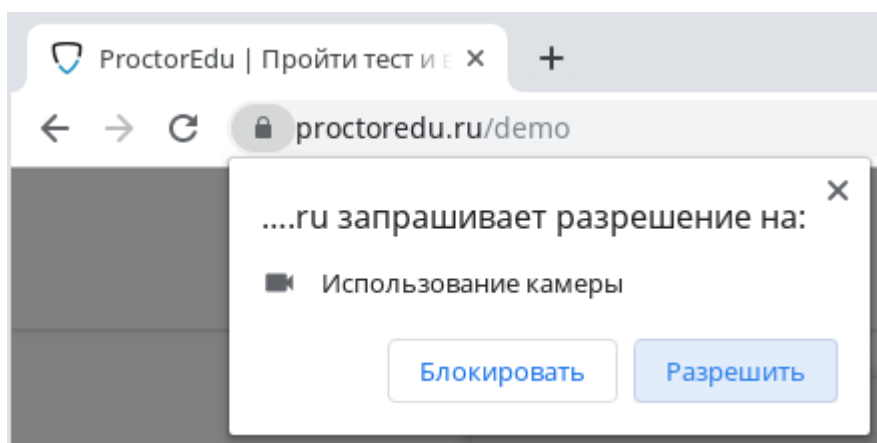 ProctorEdu | Пройти тест и в
proctoredu.ru/demo
....ru запрашивает разрешение на:
Использование камеры
Блокировать Разрешить